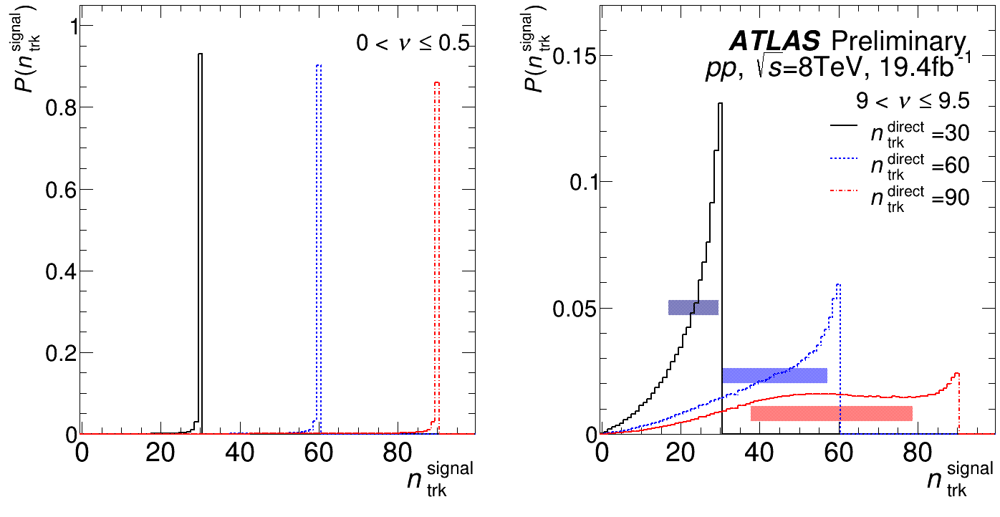 P(n_trk^signal)
0 < ν ≤ 0.5
1
0.8
0.6
0.4
0.2
0
0 20 40 60 80
n_trk^signal
P(n_trk^signal)
ATLAS Preliminary
pp, √s=8TeV, 19.4fb^-1
9 < ν ≤ 9.5
n_trk^direct =30
n_trk^direct =60
n_trk^direct =90
0.15
0.1
0.05
0
0 20 40 60 80
n_trk^signal